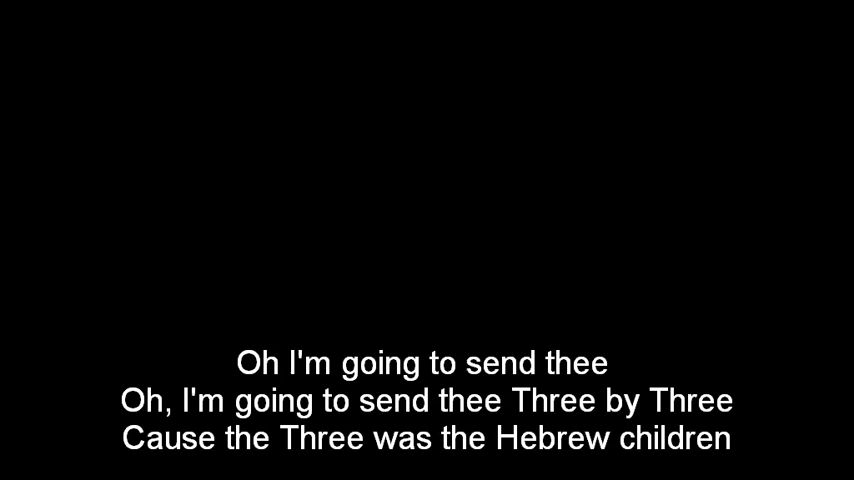 Oh I'm going to send thee
Oh, I'm going to send thee Three by Three
Cause the Three was the Hebrew children